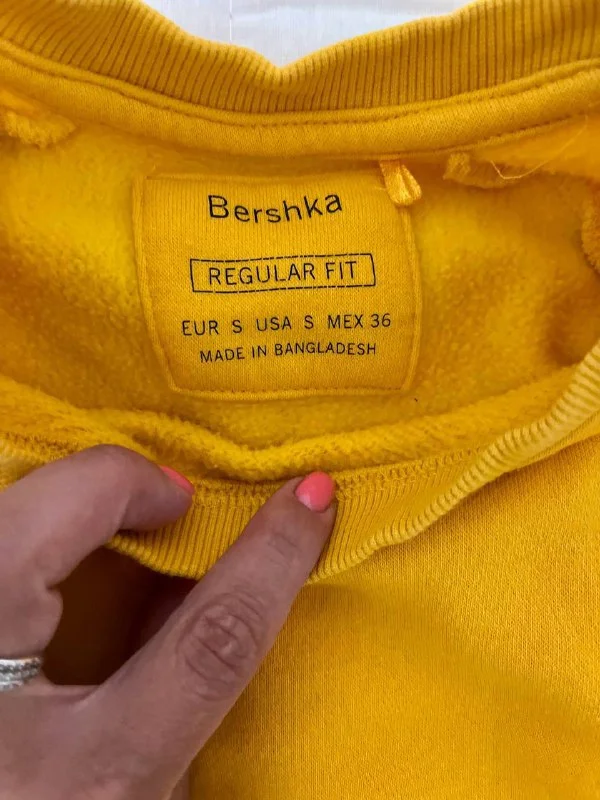 Bershka
REGULAR FIT
EUR S USA S MEX 36
MADE IN BANGLADESH